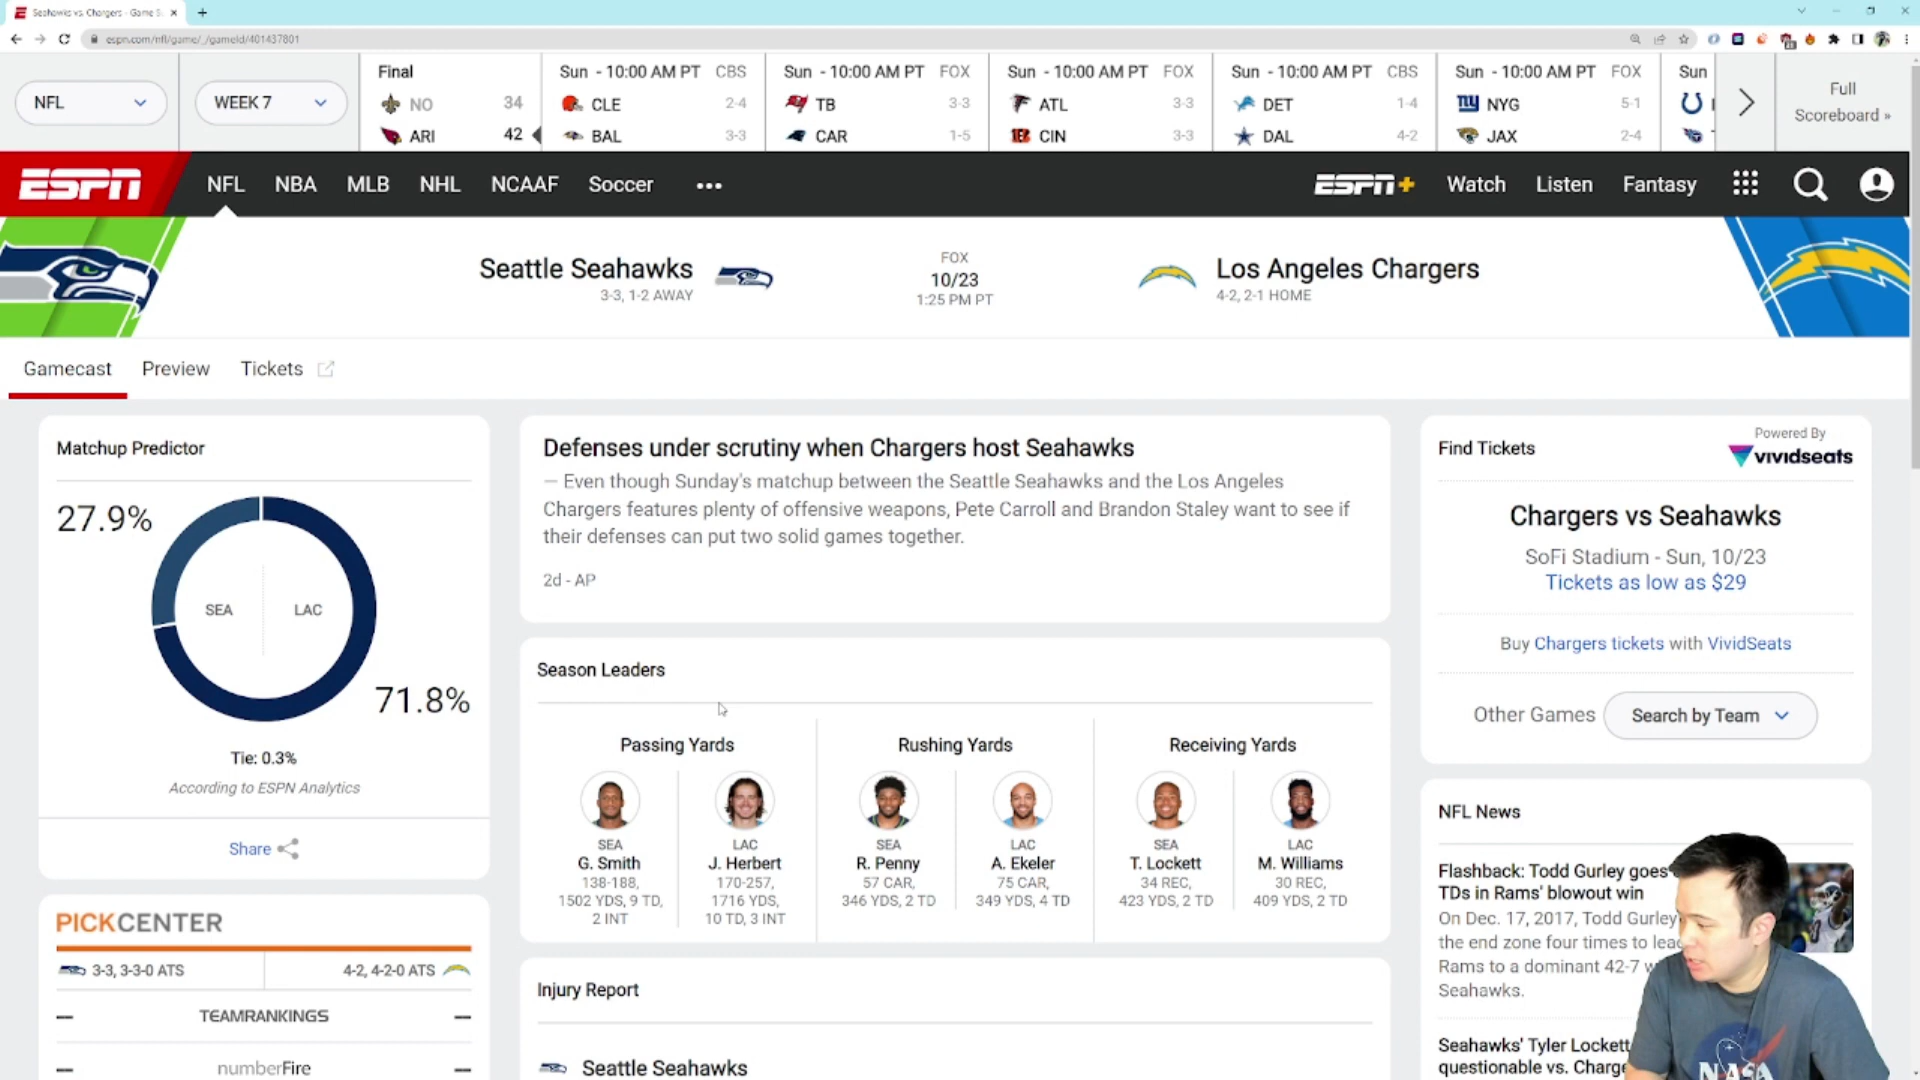 Seahawks vs. Chargers - Game S
espn.com/nfl/game/_/gameId/401437801
NFL
WEEK 7
Final
NO 34
ARI 42
Sun - 10:00 AM PT CBS
CLE 2-4
BAL 3-3
Sun - 10:00 AM PT FOX
TB 3-3
CAR 1-5
Sun - 10:00 AM PT FOX
ATL 3-3
CIN 3-3
Sun - 10:00 AM PT CBS
DET 1-4
DAL 4-2
Sun - 10:00 AM PT FOX
NYG 5-1
JAX 2-4
Sun
Full
Scoreboard »
ESPN NFL NBA MLB NHL NCAAF Soccer ... ESPN+ Watch Listen Fantasy
Seattle Seahawks
3-3, 1-2 AWAY
FOX
10/23
1:25 PM PT
Los Angeles Chargers
4-2, 2-1 HOME
Gamecast Preview Tickets
Matchup Predictor
27.9%
SEA LAC
71.8%
Tie: 0.3%
According to ESPN Analytics
Share
PICKCENTER
3-3, 3-3-0 ATS 4-2, 4-2-0 ATS
-- TEAMRANKINGS --
-- numberFire --
Defenses under scrutiny when Chargers host Seahawks
— Even though Sunday's matchup between the Seattle Seahawks and the Los Angeles
Chargers features plenty of offensive weapons, Pete Carroll and Brandon Staley want to see if
their defenses can put two solid games together.
2d - AP
Season Leaders
Passing Yards
SEA
G. Smith
138-188,
1502 YDS, 9 TD,
2 INT
LAC
J. Herbert
170-257,
1716 YDS,
10 TD, 3 INT
Rushing Yards
SEA
R. Penny
57 CAR,
346 YDS, 2 TD
LAC
A. Ekeler
75 CAR,
349 YDS, 4 TD
Receiving Yards
SEA
T. Lockett
34 REC,
423 YDS, 2 TD
LAC
M. Williams
30 REC,
409 YDS, 2 TD
Injury Report
Seattle Seahawks
Find Tickets
Powered By
vividseats
Chargers vs Seahawks
SoFi Stadium - Sun, 10/23
Tickets as low as $29
Buy Chargers tickets with VividSeats
Other Games Search by Team
NFL News
Flashback: Todd Gurley goes
TDs in Rams' blowout win
On Dec. 17, 2017, Todd Gurley
the end zone four times to
Rams to a dominant 42-7
Seahawks.
Seahawks' Tyler Lockett
questionable vs.
NASA